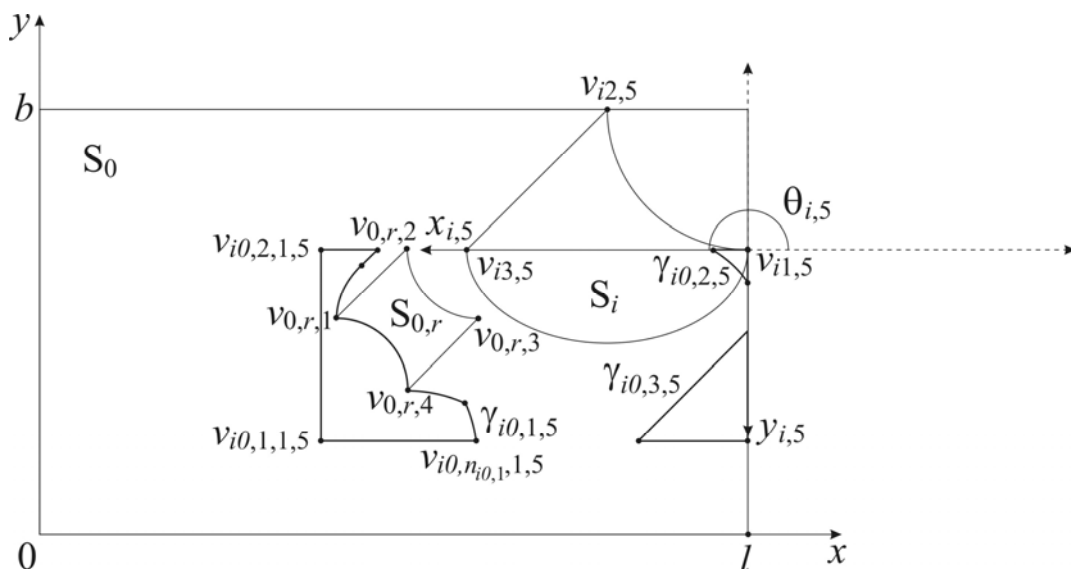 y
b
v_{i2,5}
S_0
θ_{i,5}
v_{i0,2,1,5} v_{0,r,2} x_{i,5}
v_{i3,5} γ_{i0,2,5} v_{i1,5}
S_i
v_{0,r,1} S_{0,r} v_{0,r,3}
γ_{i0,3,5}
v_{0,r,4} γ_{i0,1,5}
v_{i0,1,1,5} y_{i,5}
v_{i0,n_{i0,1},1,5}
0 l x